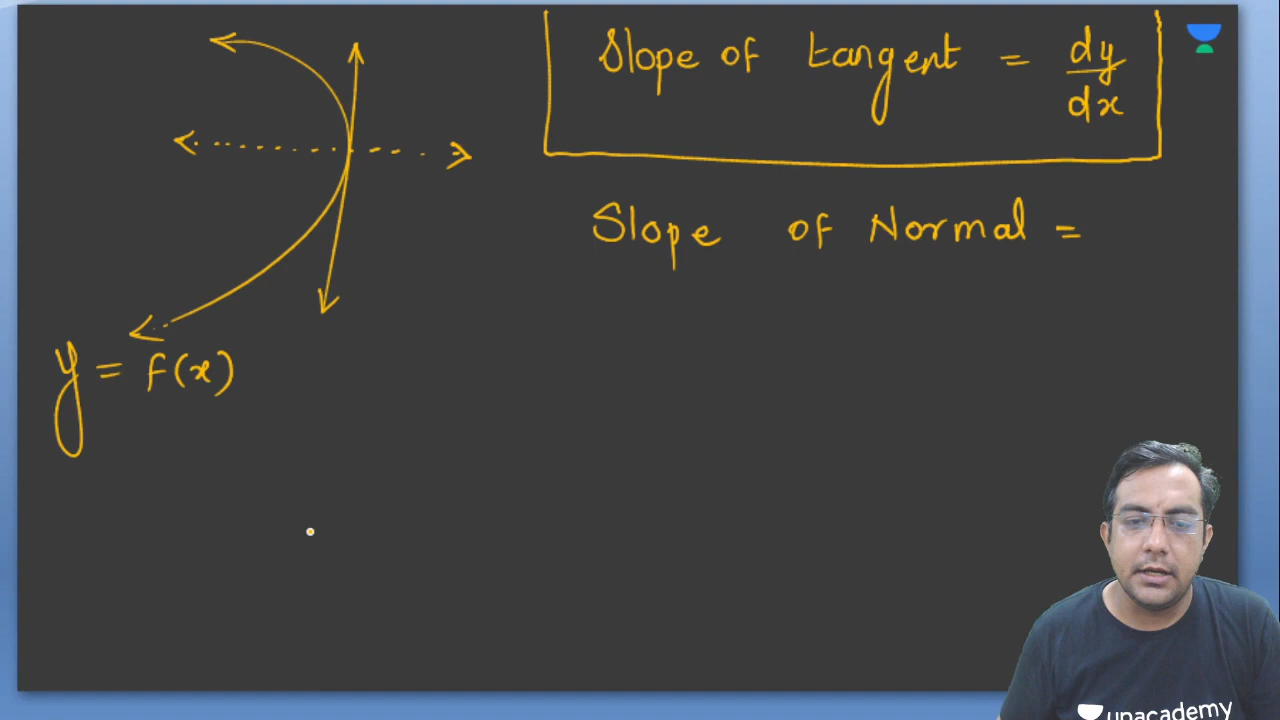 Slope of tangent = dy/dx
Slope of Normal =
y = f(x)
unacademy